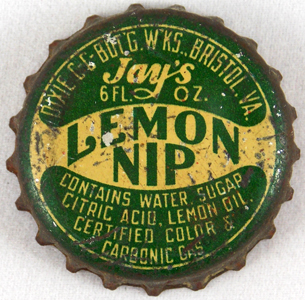 DIXIE C-C BOT'G. W'KS., BRISTOL, VA.
Jay's
6 FL. OZ.
LEMON
NIP
CONTAINS WATER, SUGAR,
CITRIC ACID, LEMON OIL,
CERTIFIED COLOR &
CARBONIC GAS